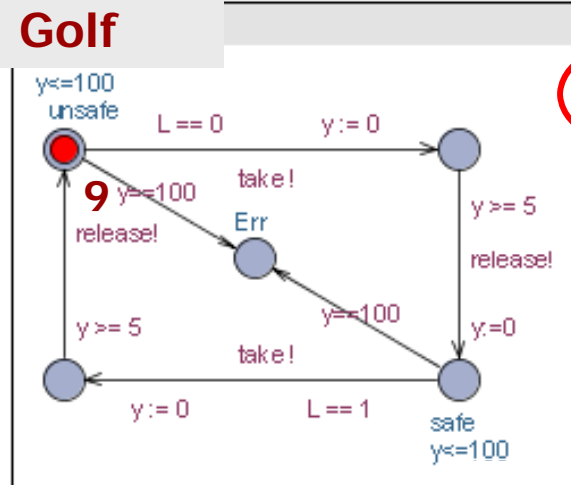 Golf
y<=100
unsafe
L == 0
y := 0
take!
9
y==100
release!
Err
y >= 5
release!
y:=0
y==100
y >= 5
take!
y := 0
L == 1
safe
y<=100